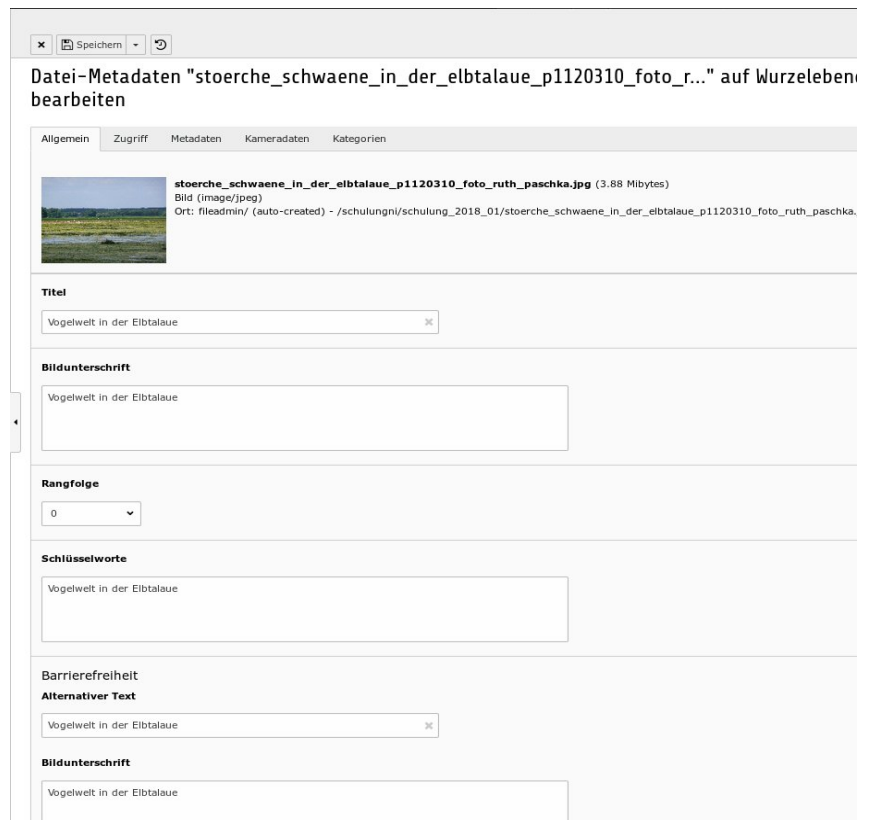 Speichern
Datei-Metadaten "stoerche_schwaene_in_der_elbtalaue_p1120310_foto_r..." auf Wurzelebene
bearbeiten
Allgemein Zugriff Metadaten Kameradaten Kategorien
stoerche_schwaene_in_der_elbtalaue_p1120310_foto_ruth_paschka.jpg (3.88 Mibytes)
Bild (image/jpeg)
Ort: fileadmin/ (auto-created) - /schulungni/schulung_2018_01/stoerche_schwaene_in_der_elbtalaue_p1120310_foto_ruth_paschka.
Titel
Vogelwelt in der Elbtalaue
Bildunterschrift
Vogelwelt in der Elbtalaue
Rangfolge
0
Schlüsselworte
Vogelwelt in der Elbtalaue
Barrierefreiheit
Alternativer Text
Vogelwelt in der Elbtalaue
Bildunterschrift
Vogelwelt in der Elbtalaue